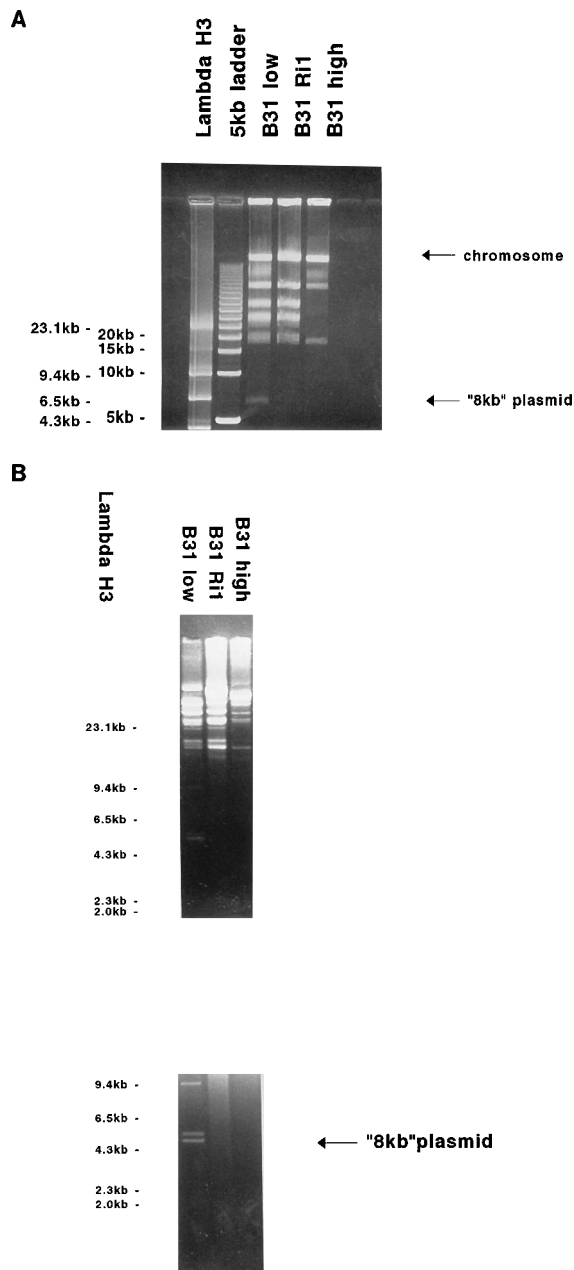 A
Lambda H3
5kb ladder
B31 low
B31 Ri1
B31 high
chromosome
23.1kb -
20kb -
15kb -
9.4kb -
10kb -
6.5kb -
"8kb" plasmid
4.3kb -
5kb -
B
Lambda H3
B31 low
B31 Ri1
B31 high
23.1kb -
9.4kb -
6.5kb -
4.3kb -
2.3kb -
2.0kb -
9.4kb -
6.5kb -
"8kb"plasmid
4.3kb -
2.3kb -
2.0kb -